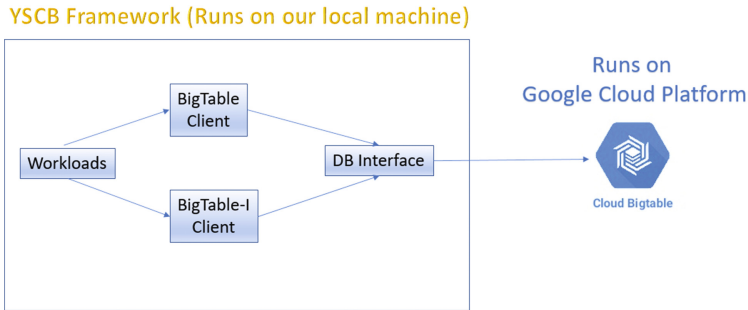 YSCB Framework (Runs on our local machine)
Runs on
Google Cloud Platform
BigTable
Client
Workloads
DB Interface
BigTable-I
Client
Cloud Bigtable